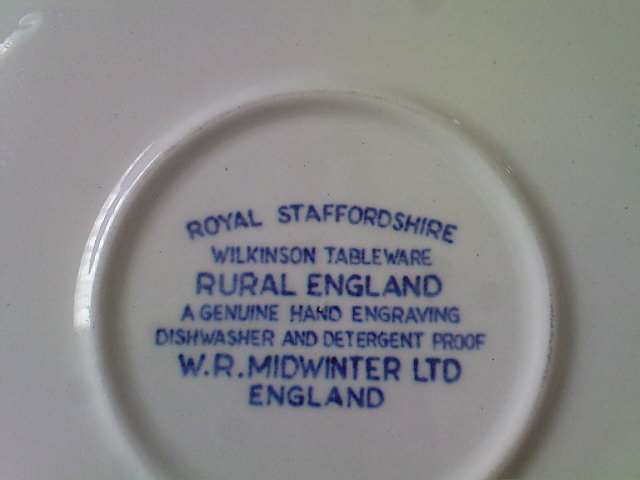 ROYAL STAFFORDSHIRE
WILKINSON TABLEWARE
RURAL ENGLAND
A GENUINE HAND ENGRAVING
DISHWASHER AND DETERGENT PROOF
W.R.MIDWINTER LTD
ENGLAND